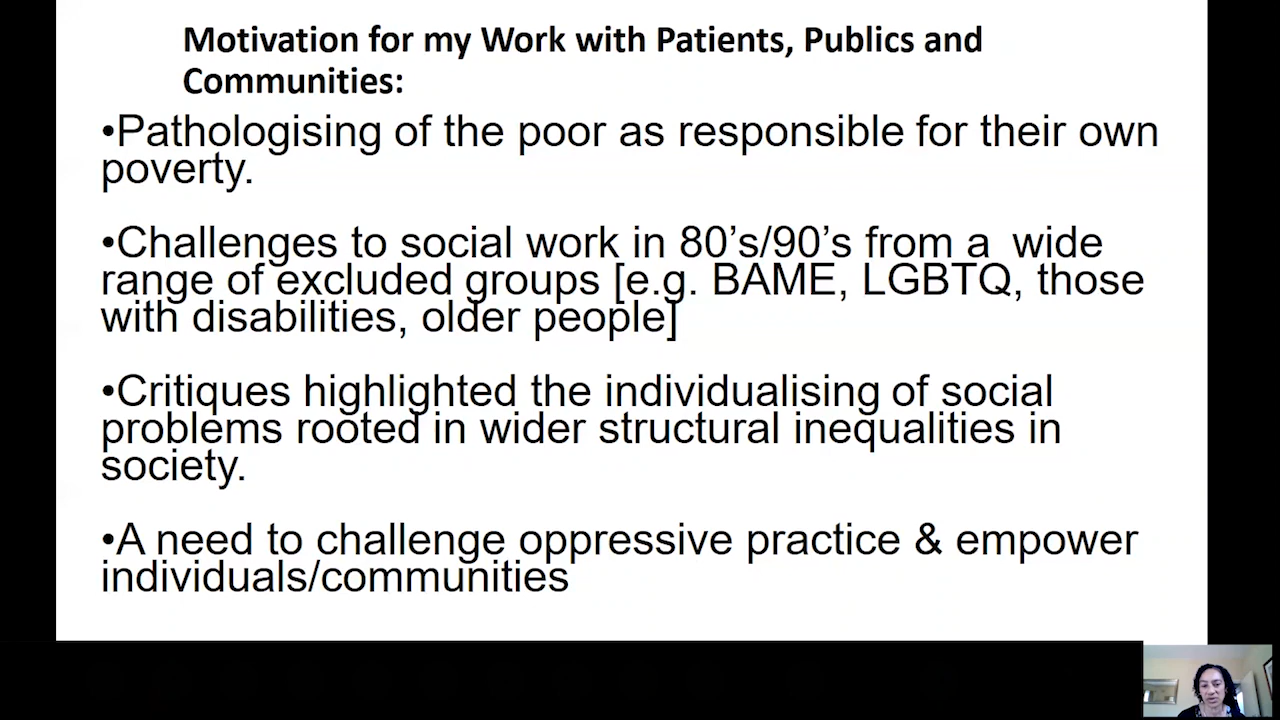 Motivation for my Work with Patients, Publics and
Communities:
•Pathologising of the poor as responsible for their own
poverty.
•Challenges to social work in 80’s/90’s from a  wide
range of excluded groups [e.g. BAME, LGBTQ, those
with disabilities, older people]
•Critiques highlighted the individualising of social
problems rooted in wider structural inequalities in
society.
•A need to challenge oppressive practice & empower
individuals/communities